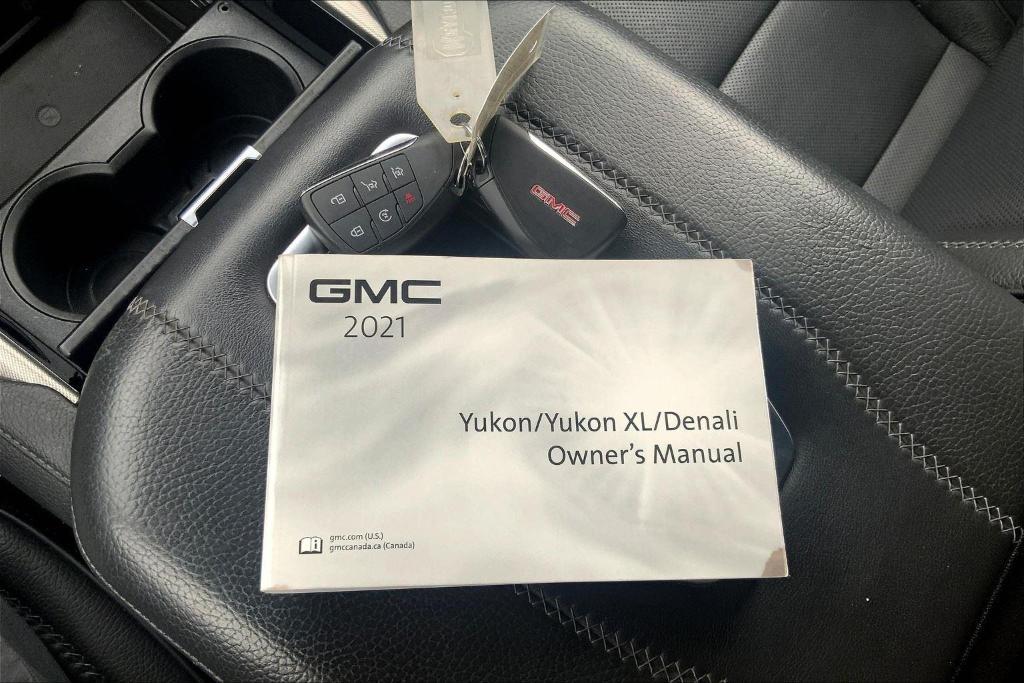 GMC
GMC
2021
Yukon/Yukon XL/Denali
Owner's Manual
gmc.com (U.S.)
gmccanada.ca (Canada)